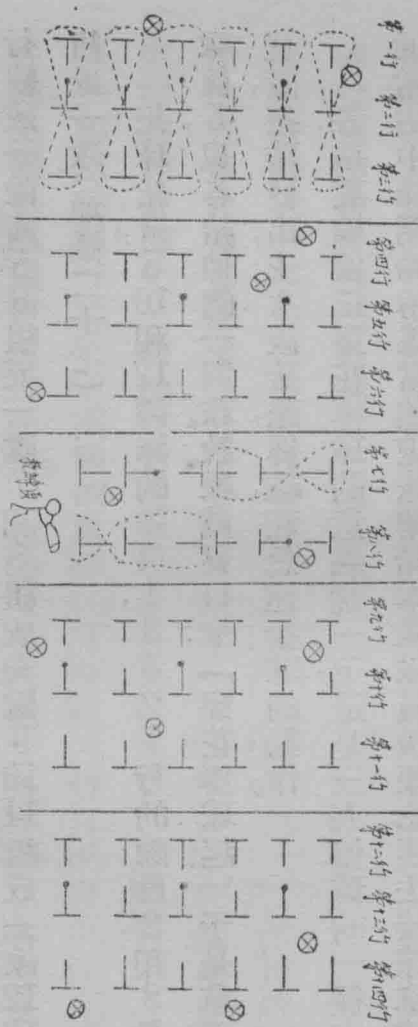 第一行
第二行
第三行
第四行
第五行
第六行
第七行
第八行
第九行
第十行
第十一行
第十二行
第十三行
第十四行